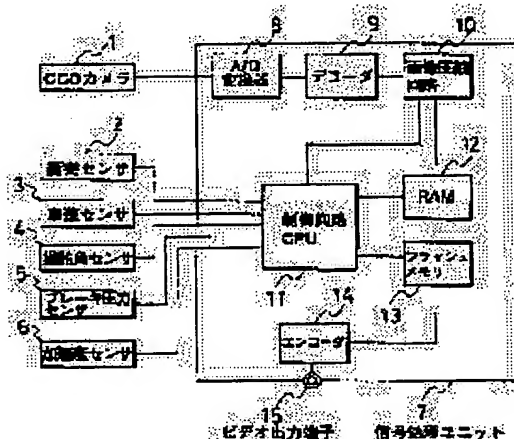 1
CCDカメラ
8
A/D
変換器
9
デコーダ
10
画像圧縮
回路
2
衝突センサ
3
車速センサ
4
センサ
5
ブレーキ圧力
センサ
6
加速度センサ
制御回路
CPU
11
12
RAM
フラッシュ
メモリ
13
14
エンコーダ
15
ビデオ出力端子
7
信号処理ユニット